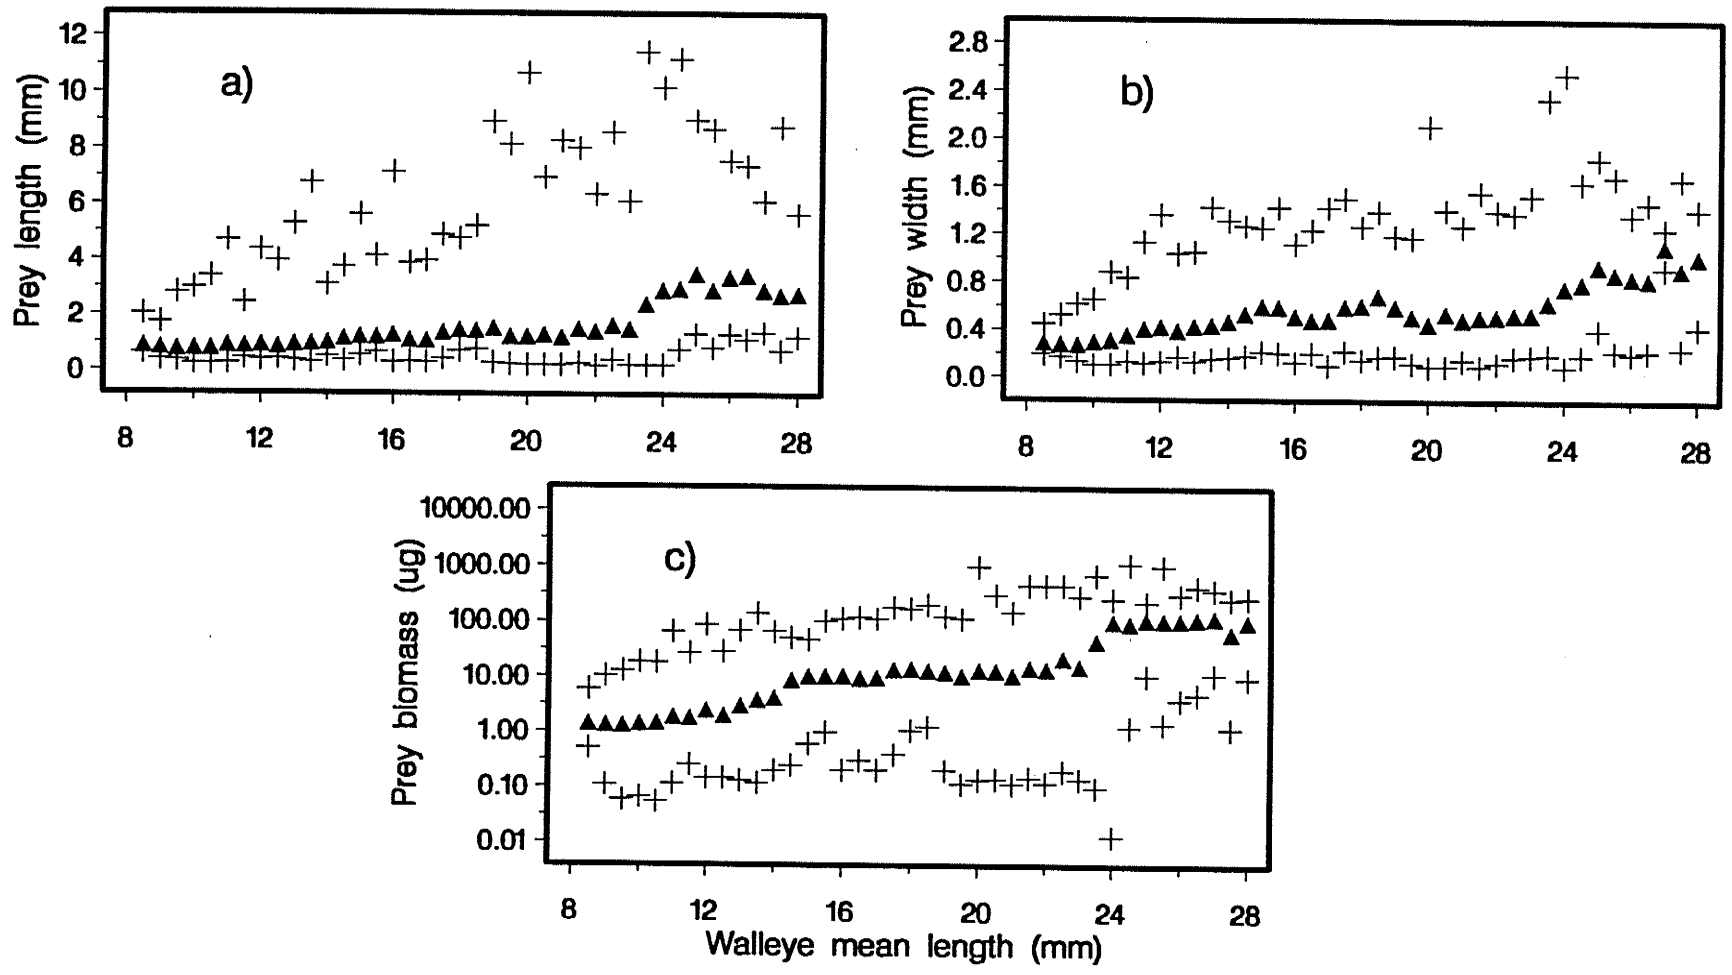 a)
Prey length (mm)
12
10
8
6
4
2
0
8 12 16 20 24 28
b)
Prey width (mm)
2.8
2.4
2.0
1.6
1.2
0.8
0.4
0.0
8 12 16 20 24 28
c)
Prey biomass (ug)
10000.00
1000.00
100.00
10.00
1.00
0.10
0.01
8 12 16 20 24 28
Walleye mean length (mm)